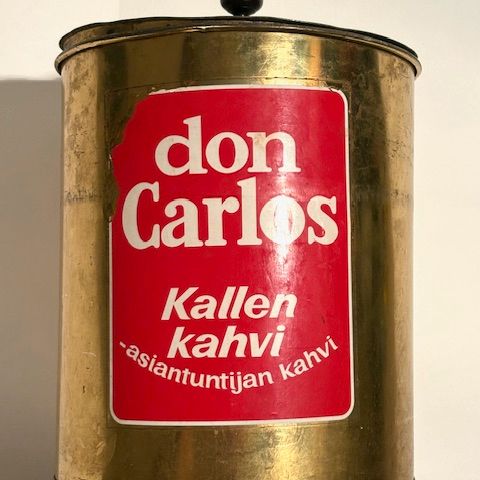 don
Carlos
Kallen
kahvi
-asiantuntijan kahvi